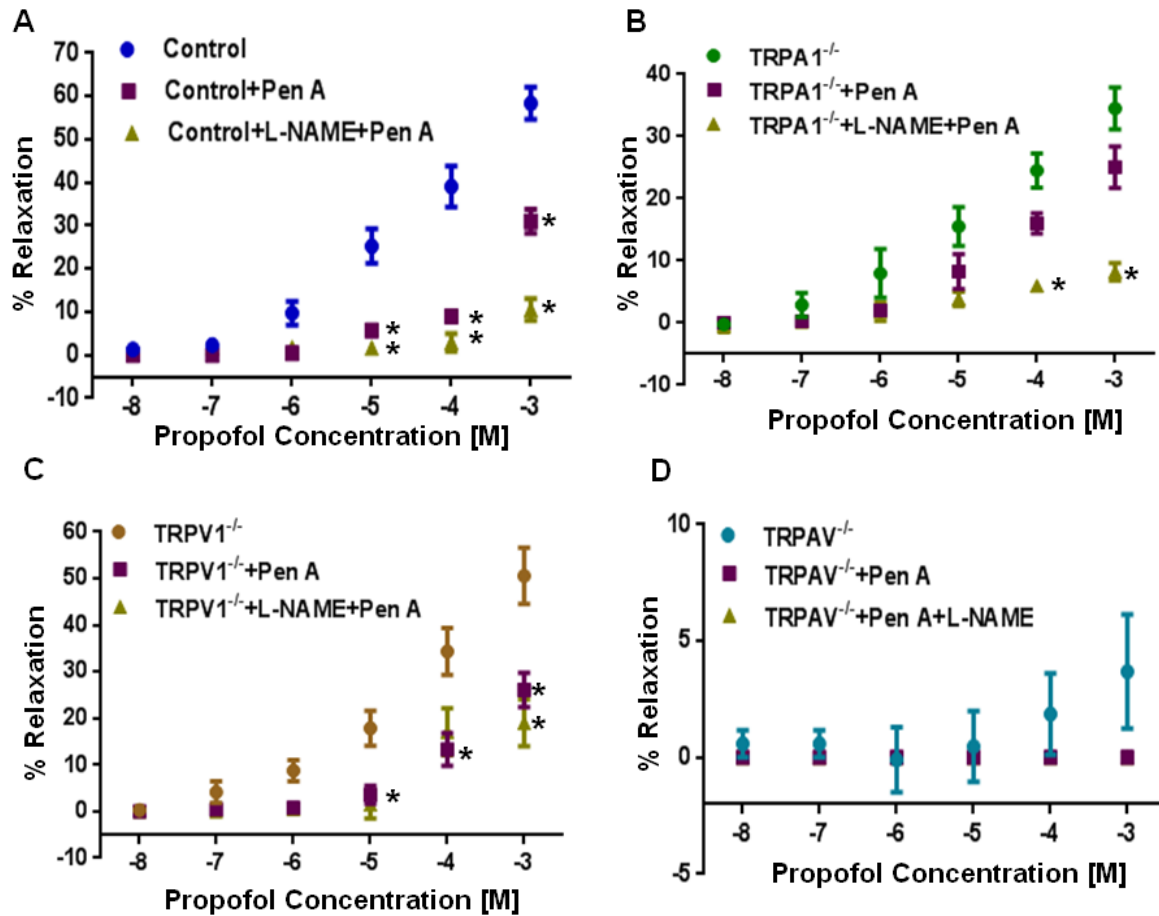 A
70
60
50
40
30
20
10
0
-10
% Relaxation
Control
Control+Pen A
Control+L-NAME+Pen A
*
*
*
*
*
*
-8 -7 -6 -5 -4 -3
Propofol Concentration [M]
B
40
30
20
10
0
-10
% Relaxation
TRPA1-/-
TRPA1-/-+Pen A
TRPA1-/-+L-NAME+Pen A
*
*
-8 -7 -6 -5 -4 -3
Propofol Concentration [M]
C
60
50
40
30
20
10
0
-10
% Relaxation
TRPV1-/-
TRPV1-/-+Pen A
TRPV1-/-+L-NAME+Pen A
*
*
*
*
-8 -7 -6 -5 -4 -3
Propofol Concentration [M]
D
10
5
0
-5
% Relaxation
TRPAV-/-
TRPAV-/-+Pen A
TRPAV-/-+Pen A+L-NAME
-8 -7 -6 -5 -4 -3
Propofol Concentration [M]